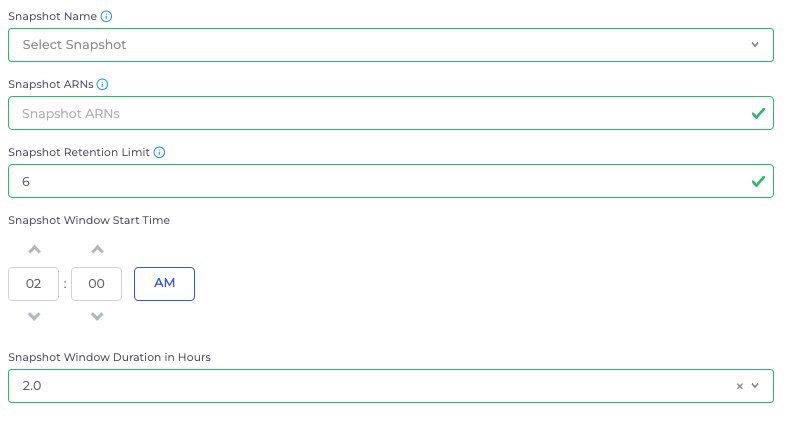 Snapshot Name
Select Snapshot
Snapshot ARNs
Snapshot ARNs
Snapshot Retention Limit
6
Snapshot Window Start Time
02 : 00 AM
Snapshot Window Duration in Hours
2.0